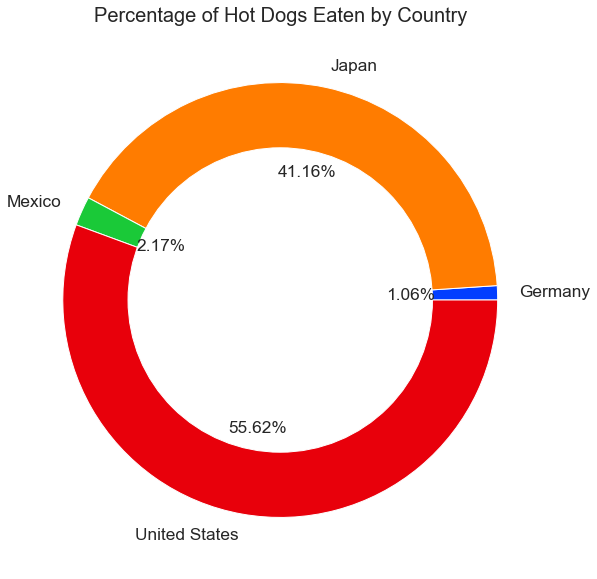 Percentage of Hot Dogs Eaten by Country
Japan
41.16%
Mexico
2.17%
1.06%
Germany
55.62%
United States